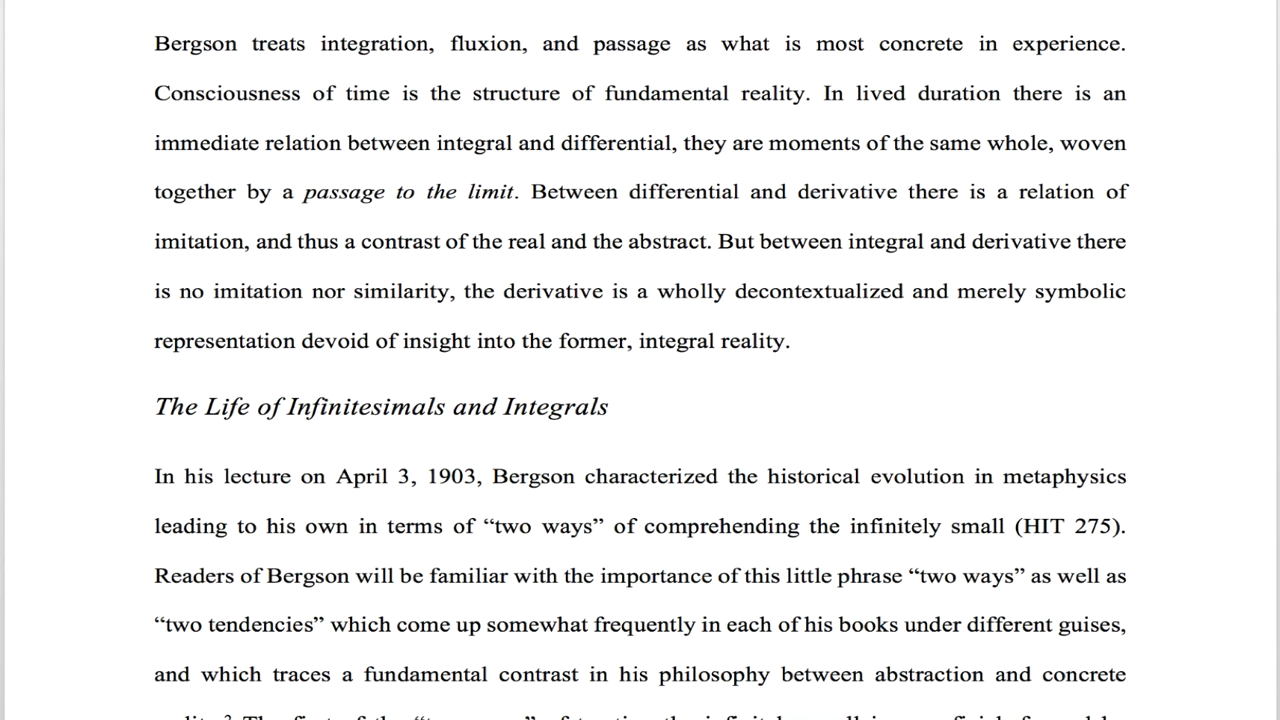 Bergson treats integration, fluxion, and passage as what is most concrete in experience.
Consciousness of time is the structure of fundamental reality. In lived duration there is an
immediate relation between integral and differential, they are moments of the same whole, woven
together by a passage to the limit. Between differential and derivative there is a relation of
imitation, and thus a contrast of the real and the abstract. But between integral and derivative there
is no imitation nor similarity, the derivative is a wholly decontextualized and merely symbolic
representation devoid of insight into the former, integral reality.
The Life of Infinitesimals and Integrals
In his lecture on April 3, 1903, Bergson characterized the historical evolution in metaphysics
leading to his own in terms of “two ways” of comprehending the infinitely small (HIT 275).
Readers of Bergson will be familiar with the importance of this little phrase “two ways” as well as
“two tendencies” which come up somewhat frequently in each of his books under different guises,
and which traces a fundamental contrast in his philosophy between abstraction and concrete